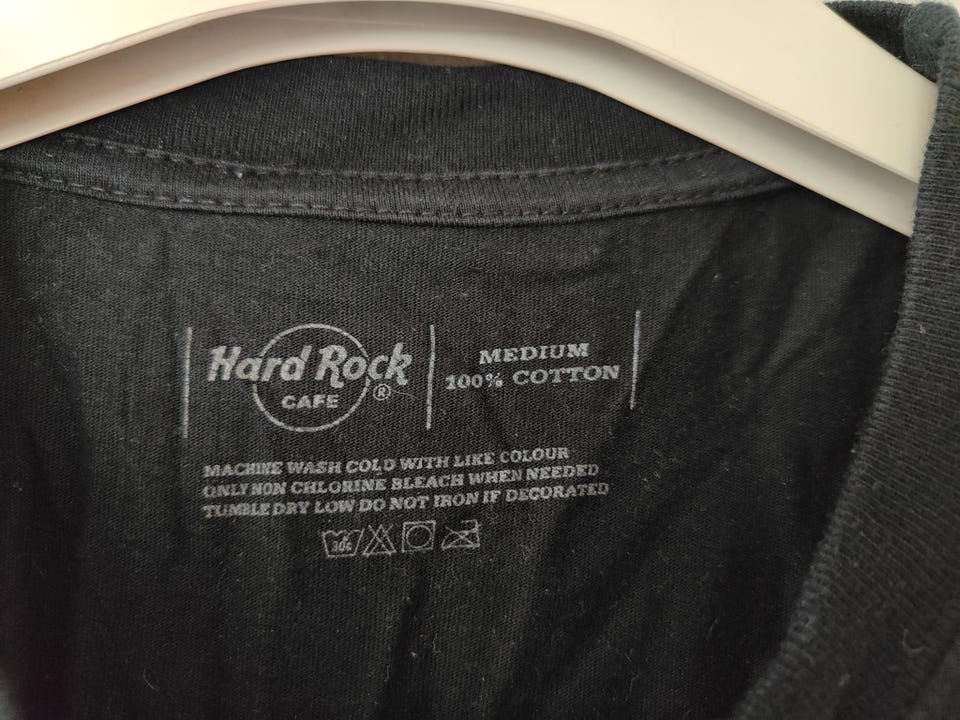 Hard Rock ®
CAFE
MEDIUM
100% COTTON
MACHINE WASH COLD WITH LIKE COLOUR
ONLY NON CHLORINE BLEACH WHEN NEEDED
TUMBLE DRY LOW DO NOT IRON IF DECORATED
30c